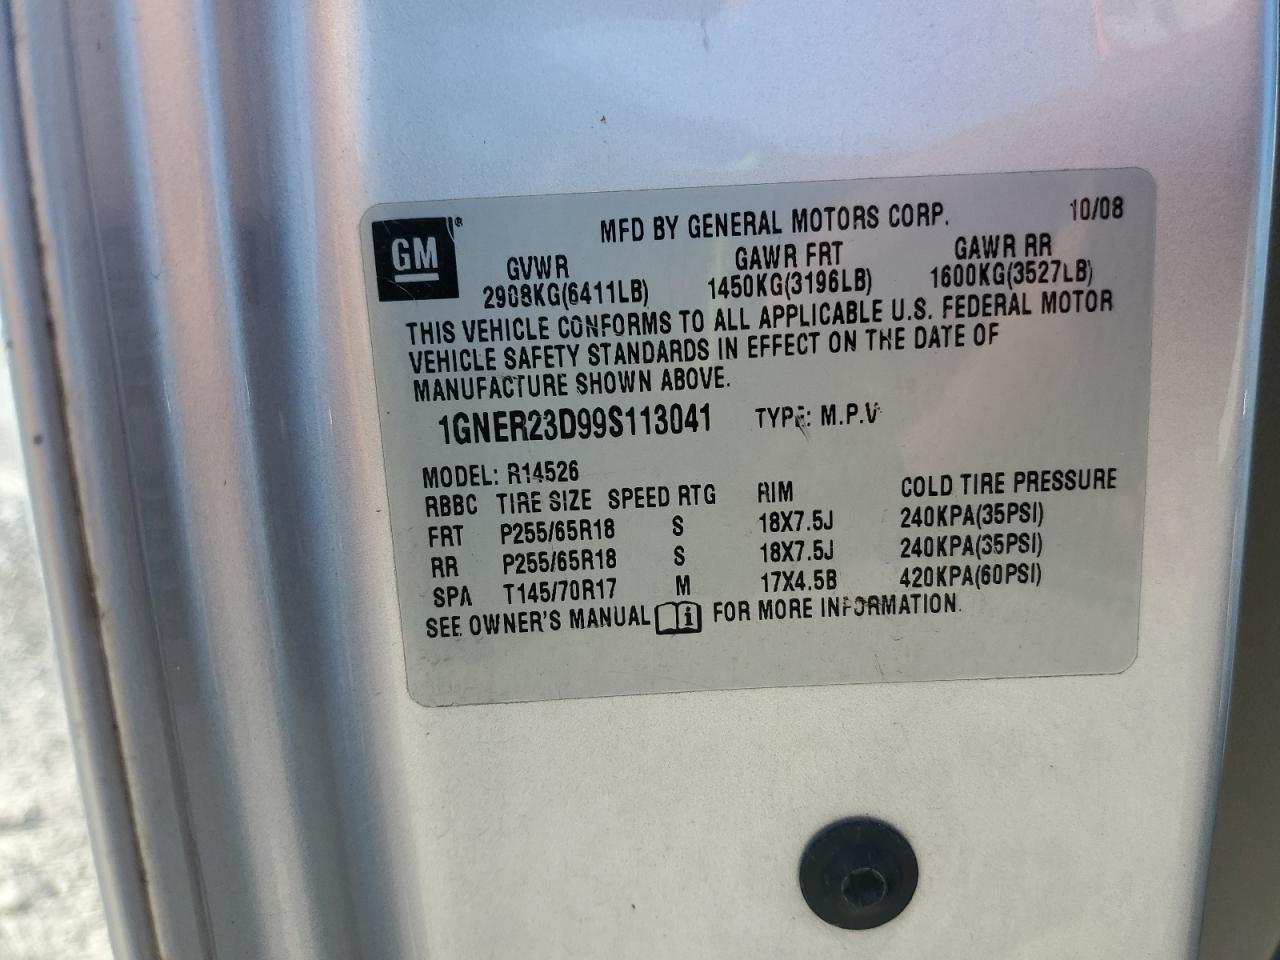 GM ®
MFD BY GENERAL MOTORS CORP. 10/08
GVWR GAWR FRT GAWR RR
2908KG(6411LB) 1450KG(3196LB) 1600KG(3527LB)
THIS VEHICLE CONFORMS TO ALL APPLICABLE U.S. FEDERAL MOTOR
VEHICLE SAFETY STANDARDS IN EFFECT ON THE DATE OF
MANUFACTURE SHOWN ABOVE.
1GNER23D99S113041 TYPE: M.P.V
MODEL: R14526
RBBC TIRE SIZE SPEED RTG RIM COLD TIRE PRESSURE
FRT P255/65R18 S 18X7.5J 240KPA(35PSI)
RR P255/65R18 S 18X7.5J 240KPA(35PSI)
SPA T145/70R17 M 17X4.5B 420KPA(60PSI)
SEE OWNER'S MANUAL i FOR MORE INFORMATION.